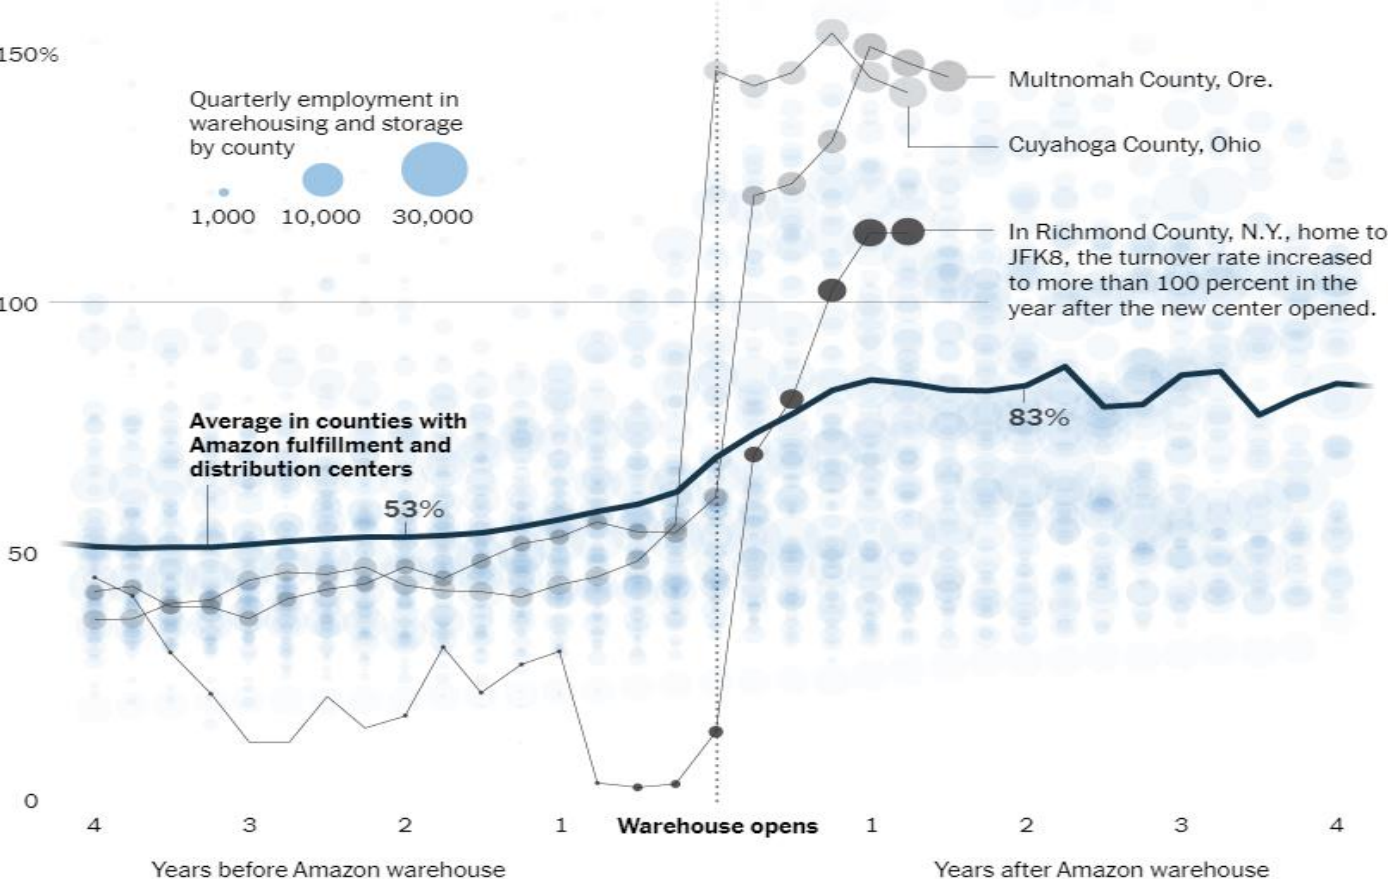 150%
Quarterly employment in
warehousing and storage
by county
1,000 10,000 30,000
Multnomah County, Ore.
Cuyahoga County, Ohio
In Richmond County, N.Y., home to
JFK8, the turnover rate increased
to more than 100 percent in the
year after the new center opened.
100
Average in counties with
Amazon fulfillment and
distribution centers
53%
83%
50
0
4 3 2 1 Warehouse opens 1 2 3 4
Years before Amazon warehouse Years after Amazon warehouse